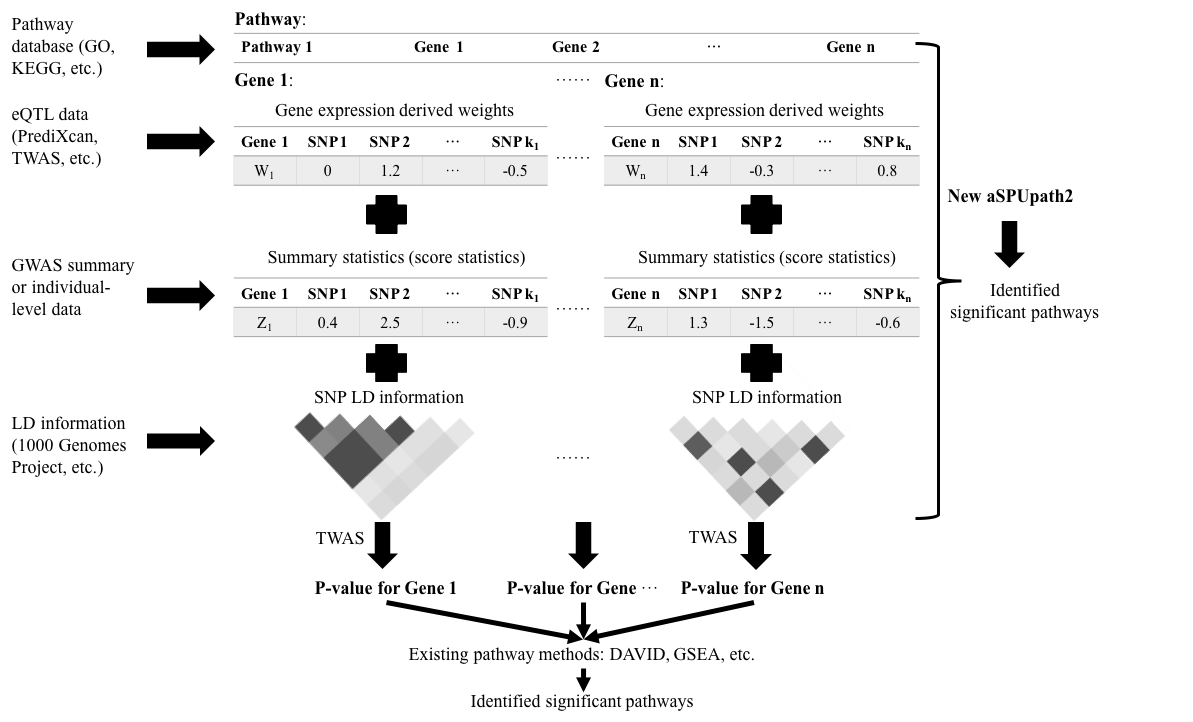 Pathway
database (GO,
KEGG, etc.)
Pathway:
Pathway 1 Gene 1 Gene 2 ⋯ Gene n
Gene 1: ⋯⋯ Gene n:
eQTL data
(PrediXcan,
TWAS, etc.)
Gene expression derived weights Gene expression derived weights
Gene 1 SNP 1 SNP 2 ⋯ SNP k₁ ⋯⋯ Gene n SNP 1 SNP 2 ⋯ SNP kₙ
W₁ 0 1.2 ⋯ -0.5 Wₙ 1.4 -0.3 ⋯ 0.8
New aSPUpath2
Identified
significant pathways
GWAS summary
or individual-
level data
Summary statistics (score statistics) Summary statistics (score statistics)
Gene 1 SNP 1 SNP 2 ⋯ SNP k₁ ⋯⋯ Gene n SNP 1 SNP 2 ⋯ SNP kₙ
Z₁ 0.4 2.5 ⋯ -0.9 Zₙ 1.3 -1.5 ⋯ -0.6
SNP LD information SNP LD information
LD information
(1000 Genomes
Project, etc.)
⋯⋯
TWAS TWAS
P-value for Gene 1 P-value for Gene ⋯ P-value for Gene n
Existing pathway methods: DAVID, GSEA, etc.
Identified significant pathways